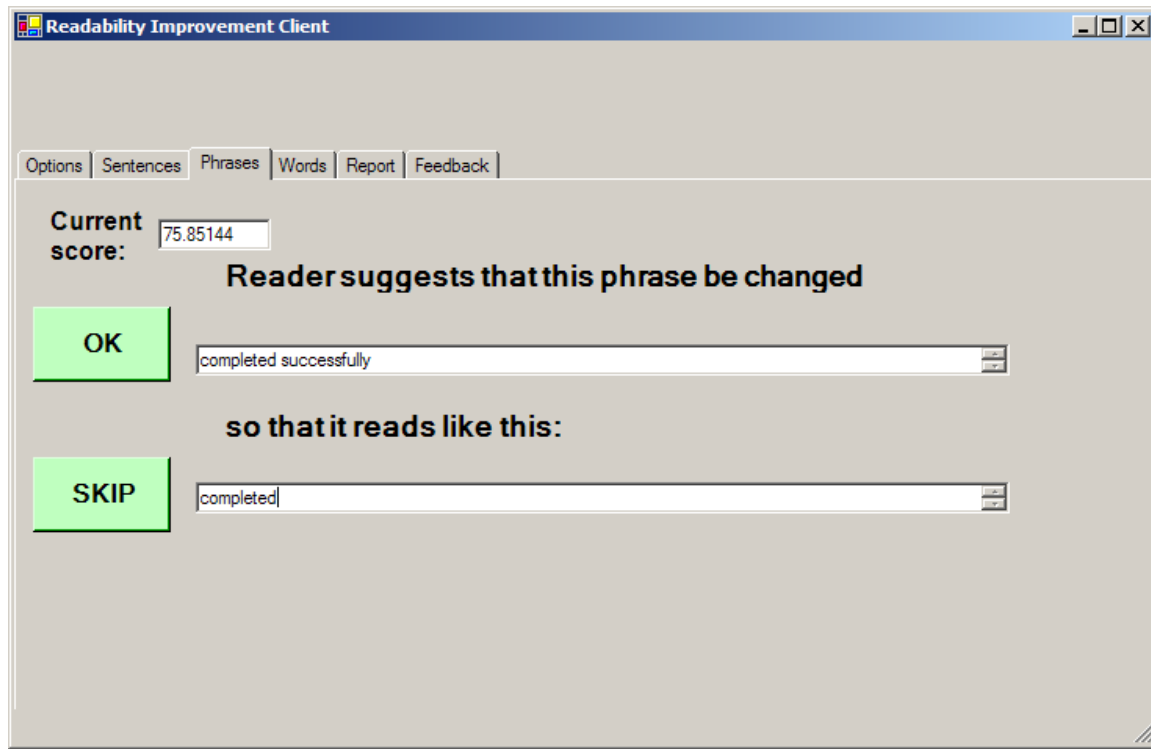 Readability Improvement Client
Options Sentences Phrases Words Report Feedback
Current
score:
75.85144
Reader suggests that this phrase be changed
OK
completed successfully
so that it reads like this:
SKIP
completed